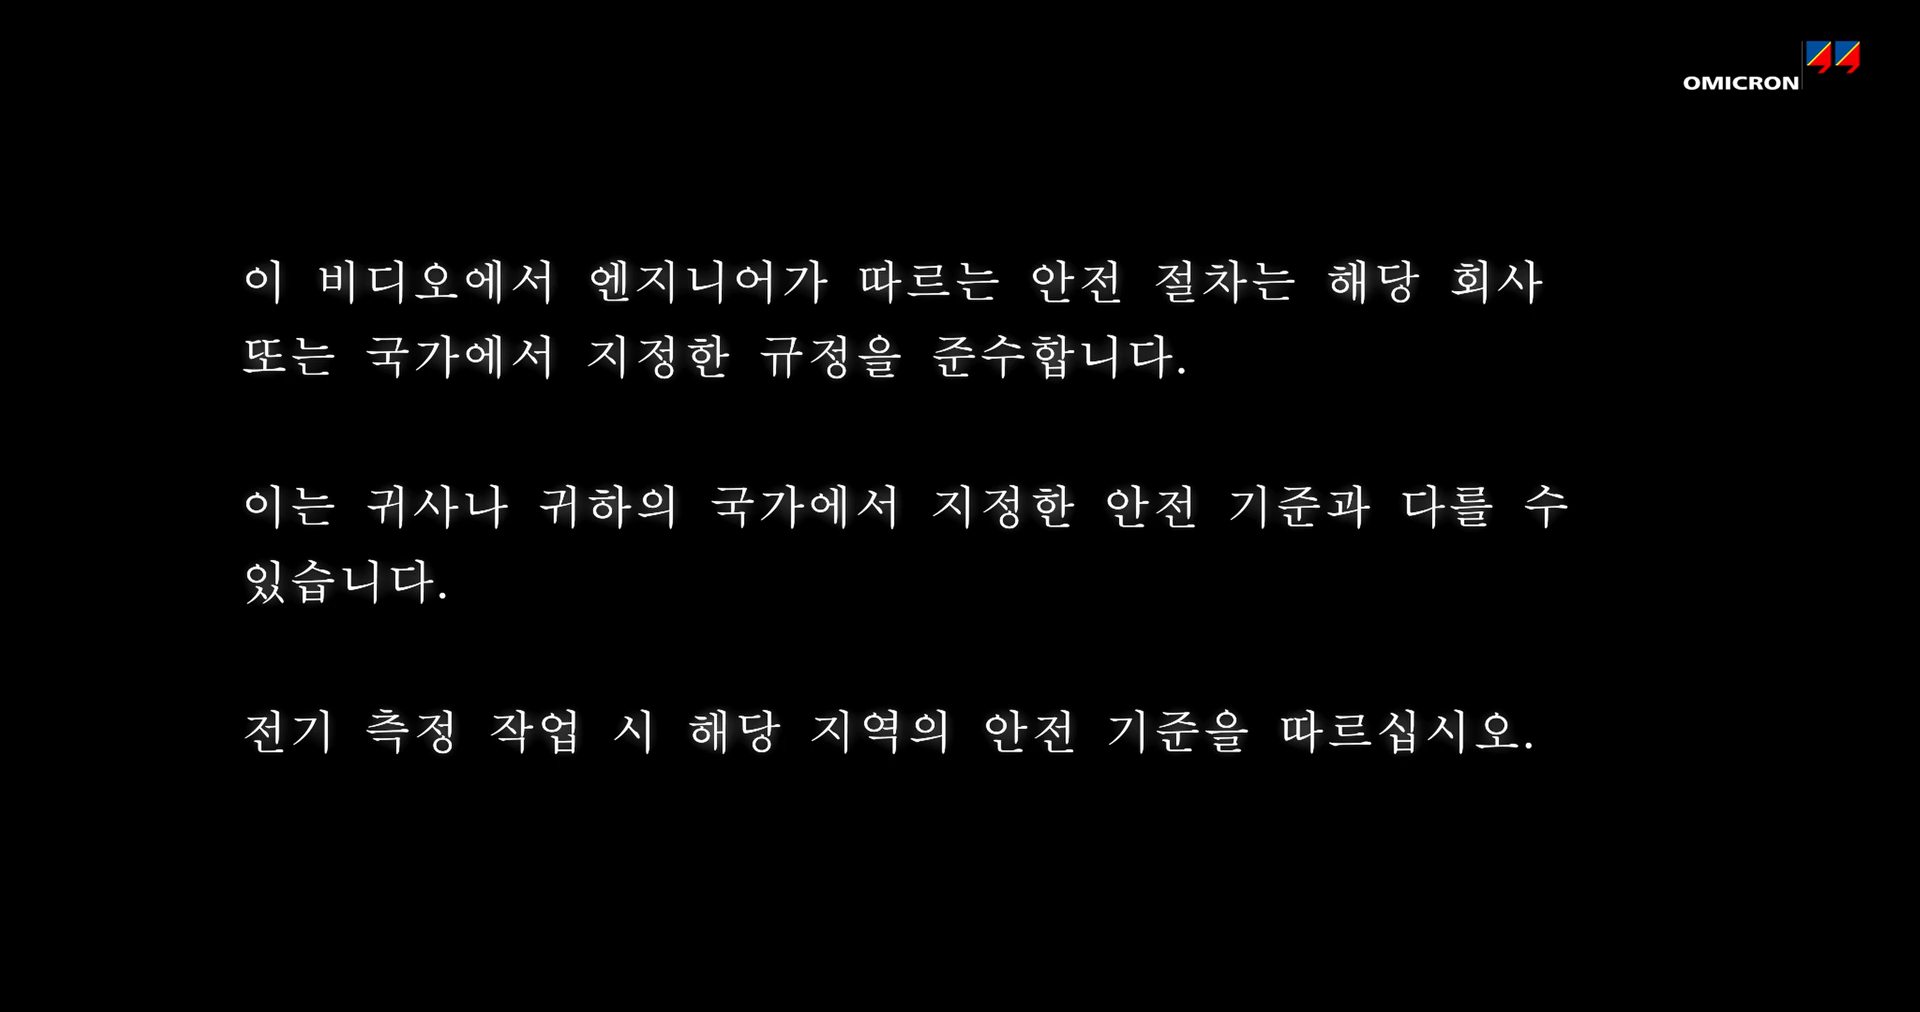 OMICRON
이 비디오에서 엔지니어가 따르는 안전 절차는 해당 회사
또는 국가에서 지정한 규정을 준수합니다.
이는 귀사나 귀하의 국가에서 지정한 안전 기준과 다를 수
있습니다.
전기 측정 작업 시 해당 지역의 안전 기준을 따르십시오.